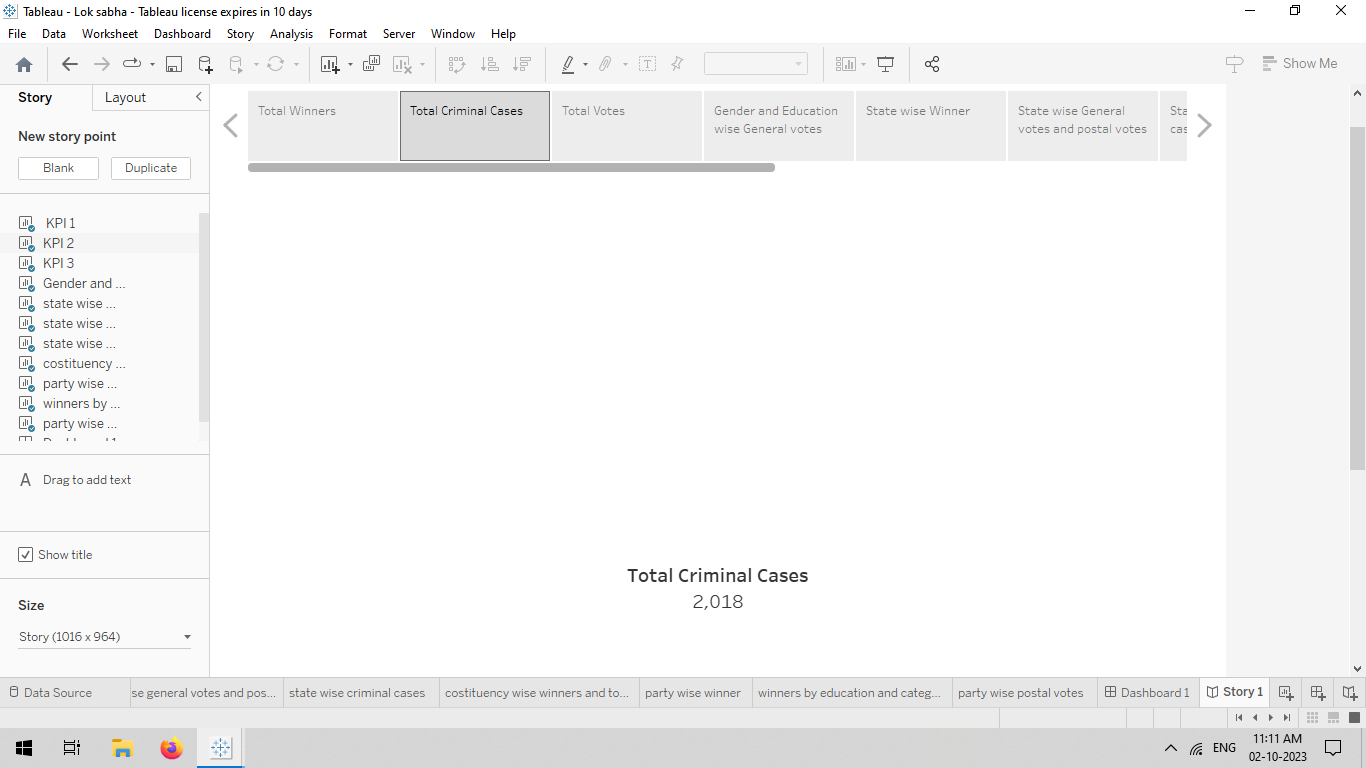 Tableau - Lok sabha - Tableau license expires in 10 days
File Data Worksheet Dashboard Story Analysis Format Server Window Help
Show Me
Story Layout
New story point
Blank Duplicate
KPI 1
KPI 2
KPI 3
Gender and ...
state wise ...
state wise ...
state wise ...
costituency ...
party wise ...
winners by ...
party wise ...
A Drag to add text
Show title
Size
Story (1016 x 964)
Total Winners
Total Criminal Cases
Total Votes
Gender and Education
wise General votes
State wise Winner
State wise General
votes and postal votes
Sta
cas
Total Criminal Cases
2,018
Data Source
se general votes and pos...
state wise criminal cases
costituency wise winners and to...
party wise winner
winners by education and categ...
party wise postal votes
Dashboard 1
Story 1
ENG
11:11 AM
02-10-2023